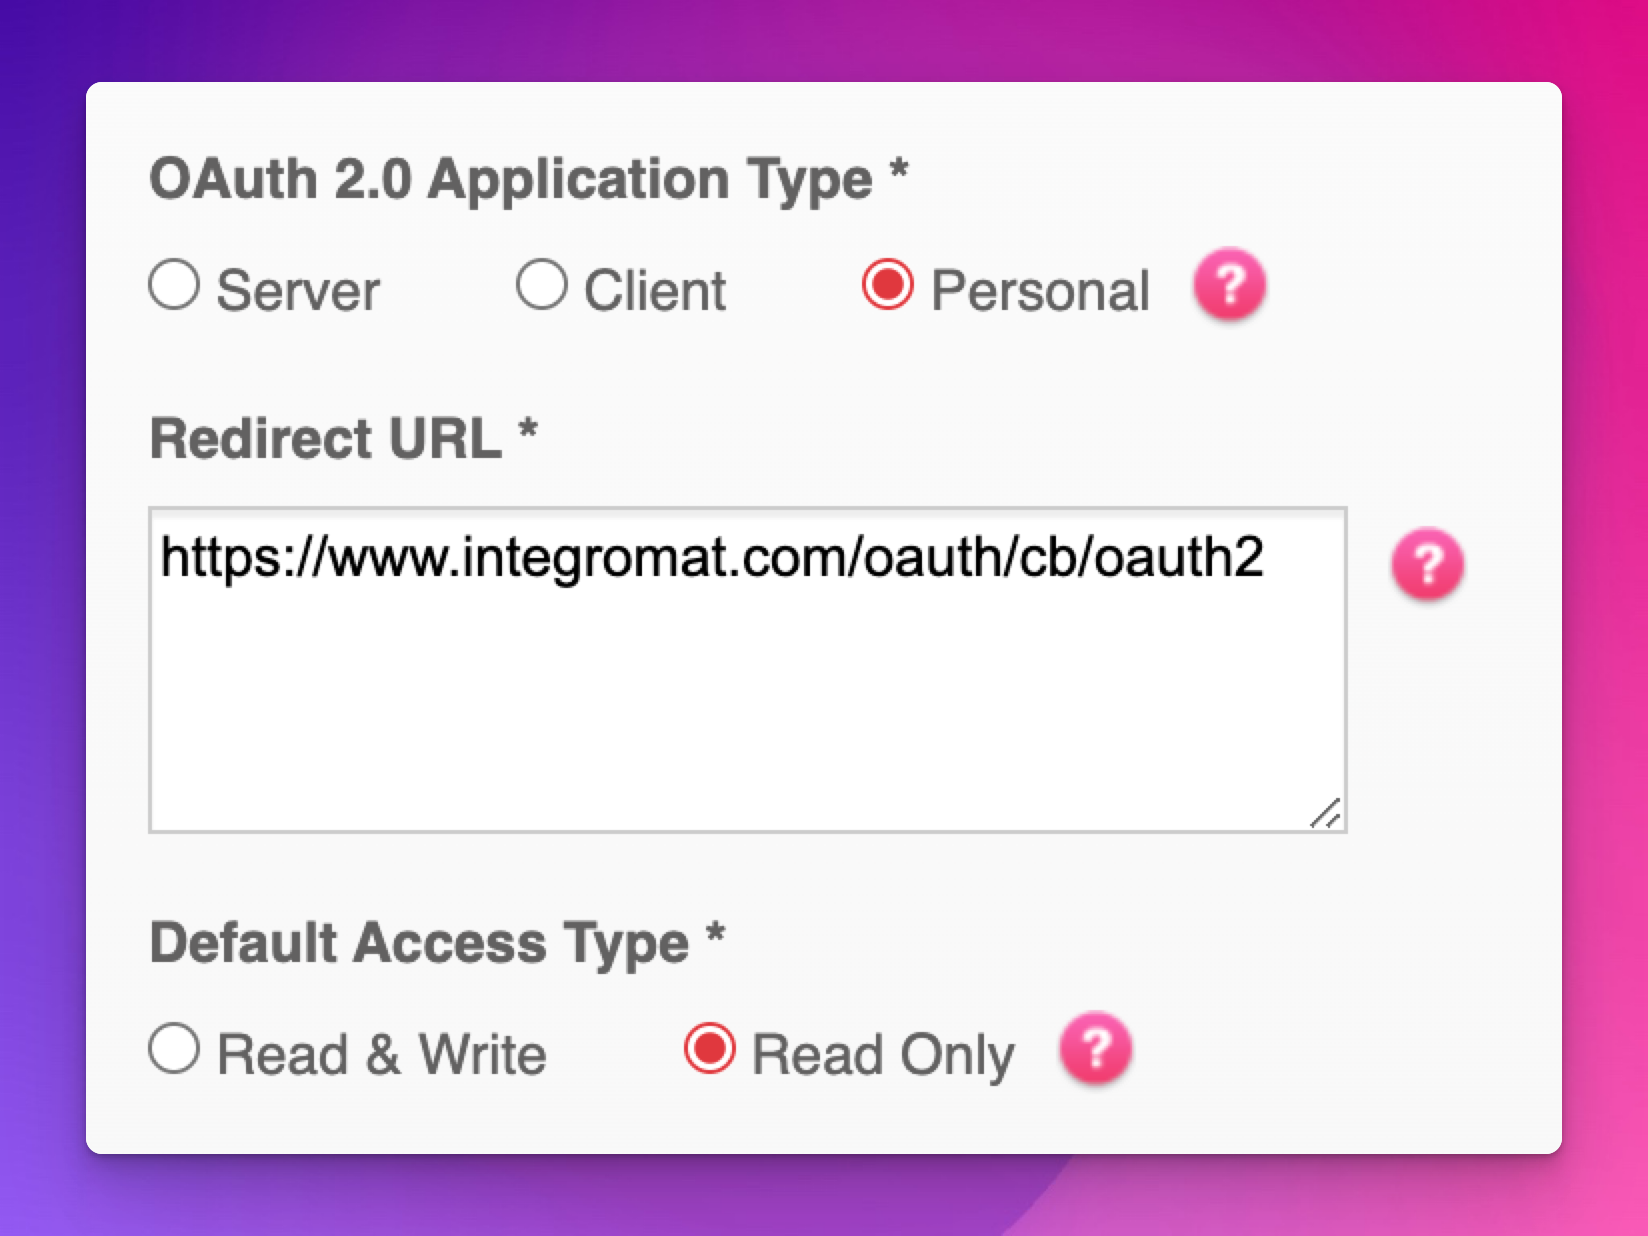 OAuth 2.0 Application Type *
Server Client Personal ?
Redirect URL *
https://www.integromat.com/oauth/cb/oauth2 ?
Default Access Type *
Read & Write Read Only ?